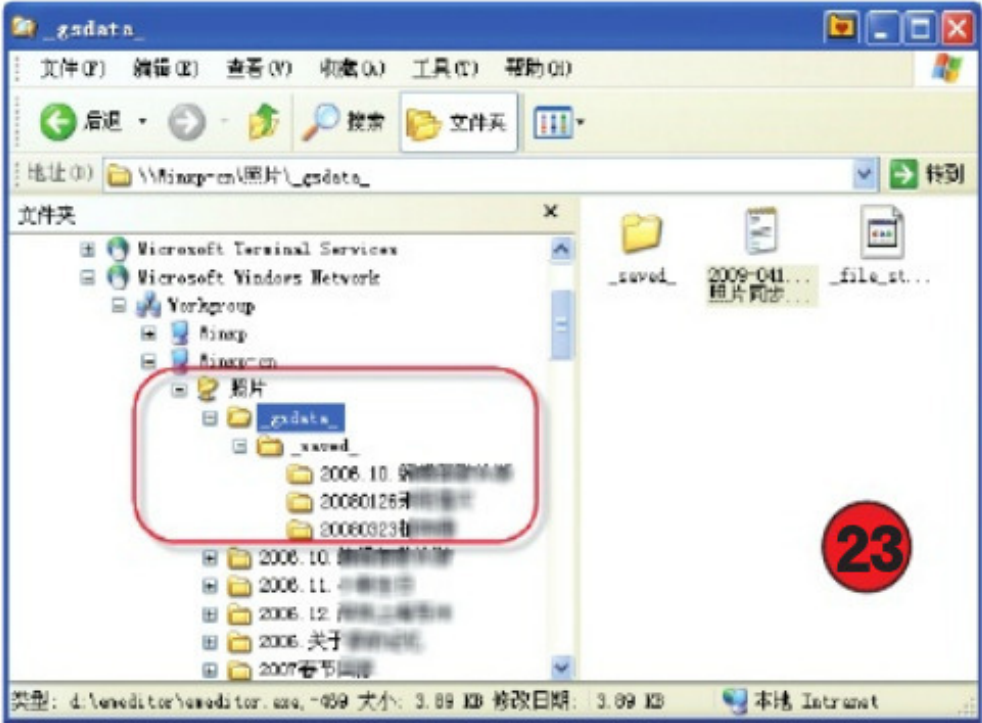 _gsdata_
文件(F) 编辑(E) 查看(V) 收藏(A) 工具(T) 帮助(H)
后退 搜索 文件夹
地址(D) \\Winxp-cn\照片\_gsdata_ 转到
文件夹 x
Microsoft Terminal Services
Microsoft Windows Network
Workgroup
Winxp
Winxp-cn
照片
_gsdata_
_saved_
2006.10.
20080126
20080323
2006.10.
2006.11.
2006.12.
2006.关于
2007春节
_saved_
2009-041...
照片同步...
_file_st...
23
类型: d:\emeditor\emeditor.exe,-469 大小: 3.89 KB 修改日期: 3.89 KB 本地 Intranet